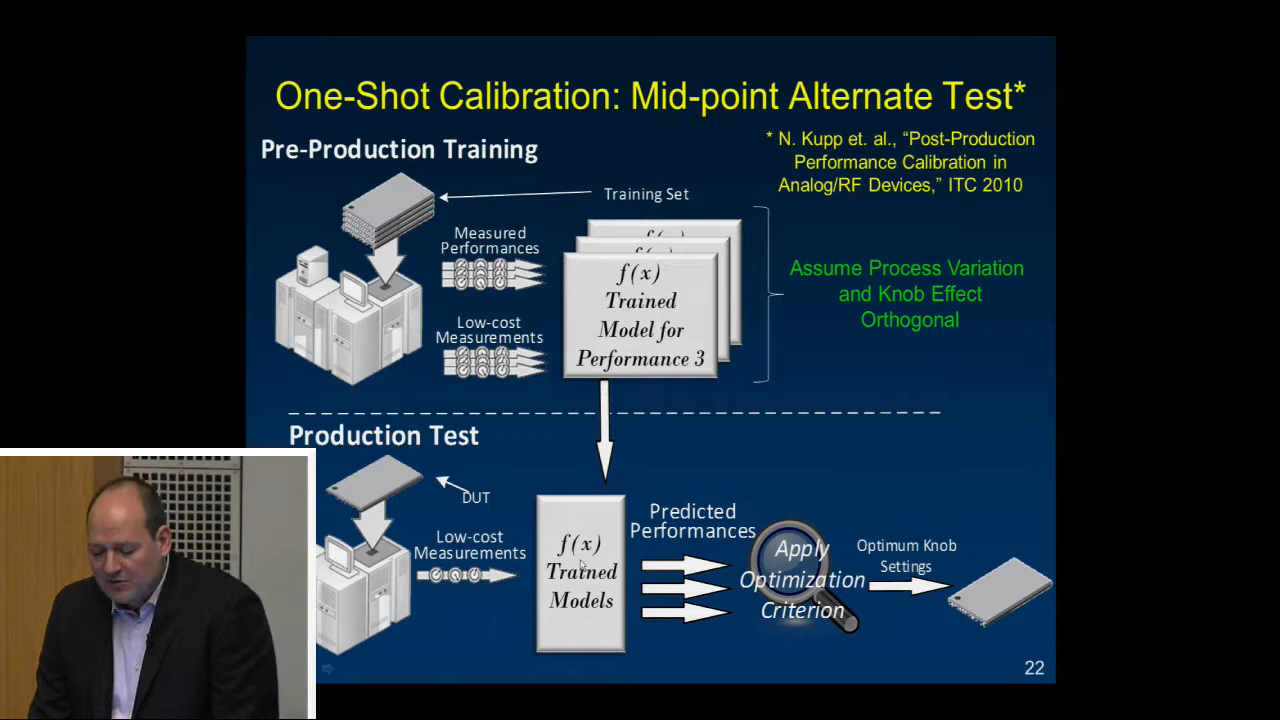 One-Shot Calibration: Mid-point Alternate Test*
* N. Kupp et. al., “Post-Production
Performance Calibration in
Analog/RF Devices,” ITC 2010
Pre-Production Training
Training Set
Measured
Performances
Low-cost
Measurements
f(x)
f(x)
f(x)
Trained
Model for
Performance 3
Assume Process Variation
and Knob Effect
Orthogonal
Production Test
DUT
Low-cost
Measurements
f(x)
Trained
Models
Predicted
Performances
Apply
Optimization
Criterion
Optimum Knob
Settings
22